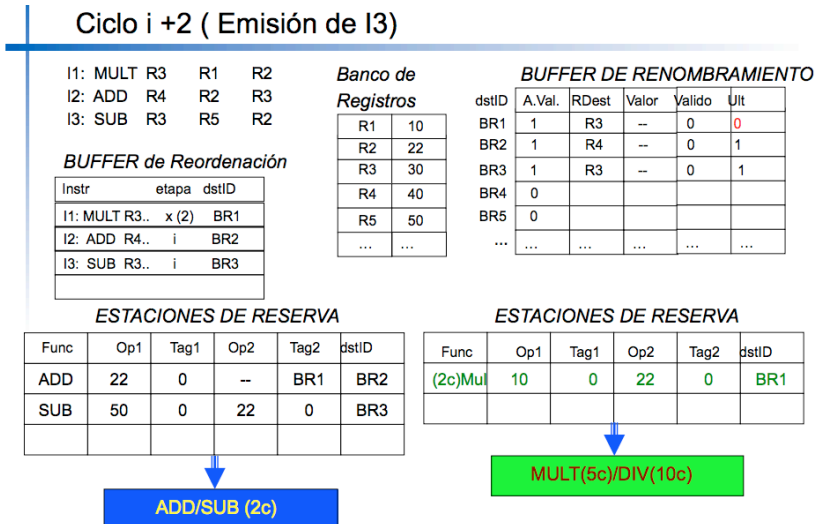 Ciclo i +2 ( Emisión de I3)
I1: MULT R3 R1 R2
I2: ADD R4 R2 R3
I3: SUB R3 R5 R2
BUFFER de Reordenación
Instr etapa dstID
I1: MULT R3.. x (2) BR1
I2: ADD R4.. i BR2
I3: SUB R3.. i BR3
Banco de
Registros
R1 10
R2 22
R3 30
R4 40
R5 50
... ...
BUFFER DE RENOMBRAMIENTO
dstID A.Val. RDest Valor Valido Ult
BR1 1 R3 -- 0 0
BR2 1 R4 -- 0 1
BR3 1 R3 -- 0 1
BR4 0
BR5 0
... ... ... ... ... ...
ESTACIONES DE RESERVA
Func Op1 Tag1 Op2 Tag2 dstID
ADD 22 0 -- BR1 BR2
SUB 50 0 22 0 BR3
ADD/SUB (2c)
ESTACIONES DE RESERVA
Func Op1 Tag1 Op2 Tag2 dstID
(2c)Mul 10 0 22 0 BR1
MULT(5c)/DIV(10c)